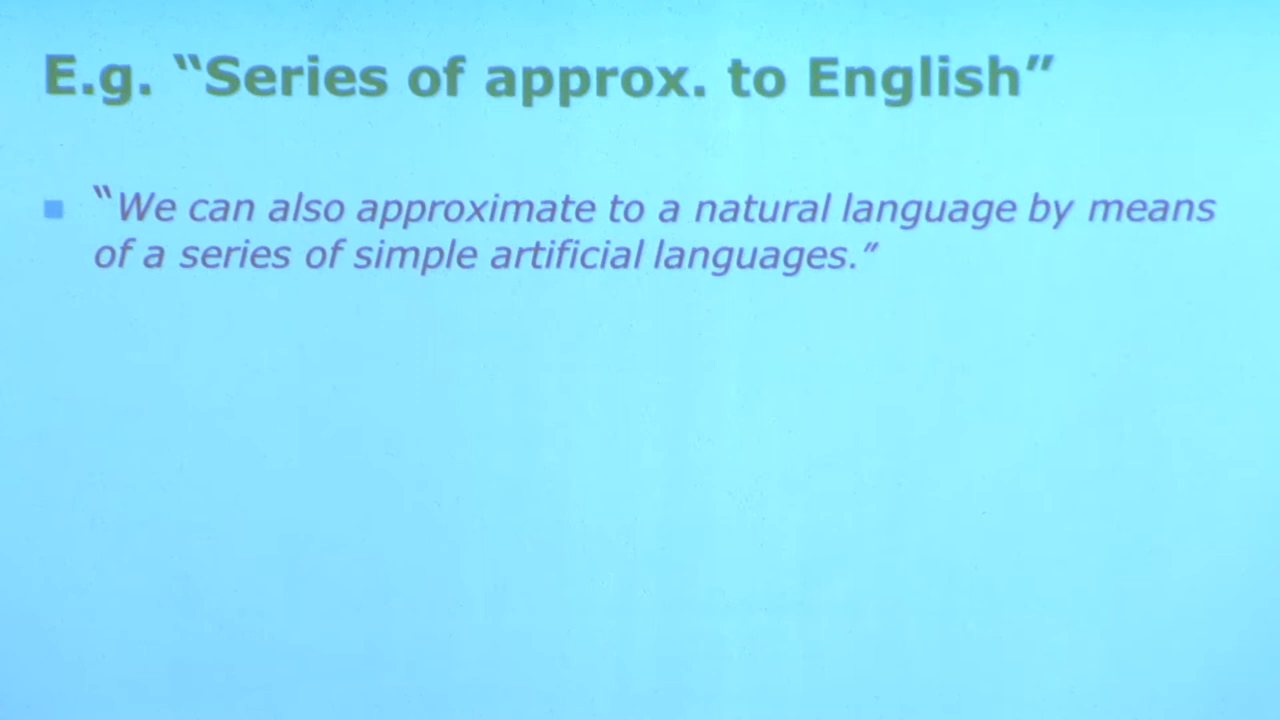 E.g. “Series of approx. to English”
“We can also approximate to a natural language by means
of a series of simple artificial languages.”